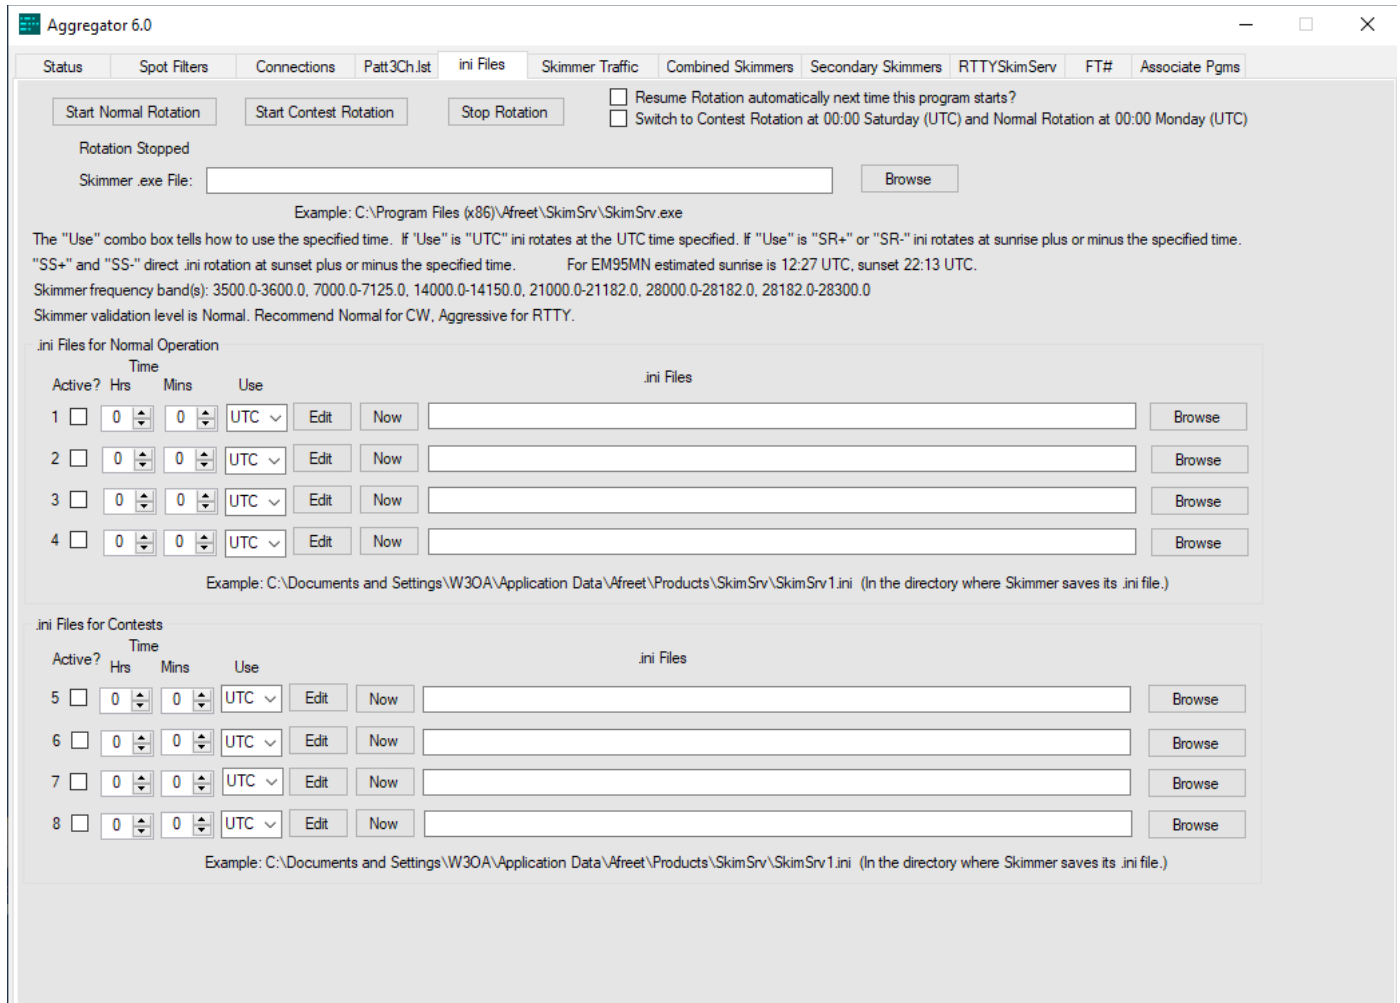 Aggregator 6.0
Status Spot Filters Connections Patt3Ch.lst ini Files Skimmer Traffic Combined Skimmers Secondary Skimmers RTTYSkimServ FT# Associate Pgms
Start Normal Rotation Start Contest Rotation Stop Rotation
Resume Rotation automatically next time this program starts?
Switch to Contest Rotation at 00:00 Saturday (UTC) and Normal Rotation at 00:00 Monday (UTC)
Rotation Stopped
Skimmer .exe File: Browse
Example: C:\Program Files (x86)\Afreet\SkimSrv\SkimSrv.exe
The "Use" combo box tells how to use the specified time. If 'Use" is "UTC" ini rotates at the UTC time specified. If "Use" is "SR+" or "SR-" ini rotates at sunrise plus or minus the specified time.
"SS+" and "SS-" direct .ini rotation at sunset plus or minus the specified time. For EM95MN estimated sunrise is 12:27 UTC, sunset 22:13 UTC.
Skimmer frequency band(s): 3500.0-3600.0, 7000.0-7125.0, 14000.0-14150.0, 21000.0-21182.0, 28000.0-28182.0, 28182.0-28300.0
Skimmer validation level is Normal. Recommend Normal for CW, Aggressive for RTTY.
.ini Files for Normal Operation
Time
Active? Hrs Mins Use .ini Files
1 0 0 UTC Edit Now Browse
2 0 0 UTC Edit Now Browse
3 0 0 UTC Edit Now Browse
4 0 0 UTC Edit Now Browse
Example: C:\Documents and Settings\W3OA\Application Data\Afreet\Products\SkimSrv\SkimSrv1.ini (In the directory where Skimmer saves its .ini file.)
.ini Files for Contests
Time
Active? Hrs Mins Use .ini Files
5 0 0 UTC Edit Now Browse
6 0 0 UTC Edit Now Browse
7 0 0 UTC Edit Now Browse
8 0 0 UTC Edit Now Browse
Example: C:\Documents and Settings\W3OA\Application Data\Afreet\Products\SkimSrv\SkimSrv1.ini (In the directory where Skimmer saves its .ini file.)